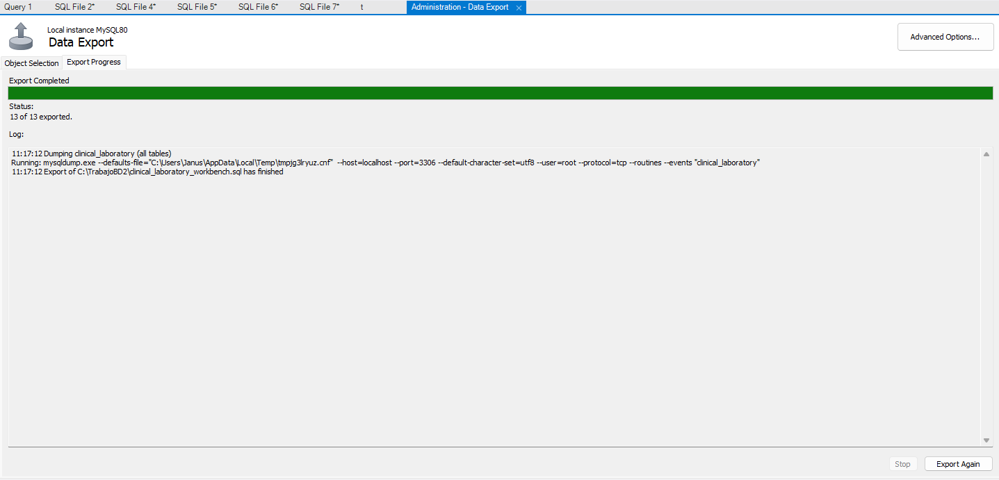 Query 1 SQL File 2* SQL File 4* SQL File 5* SQL File 6* SQL File 7* t Administration - Data Export
Local instance MySQL80
Data Export
Advanced Options...
Object Selection Export Progress
Export Completed
Status:
13 of 13 exported.
Log:
11:17:12 Dumping clinical_laboratory (all tables)
Running: mysqldump.exe --defaults-file="C:\Users\Janus\AppData\Local\Temp\tmpjg3lryuz.cnf" --host=localhost --port=3306 --default-character-set=utf8 --user=root --protocol=tcp --routines --events "clinical_laboratory"
11:17:12 Export of C:\TrabajoBD2\clinical_laboratory_workbench.sql has finished
Stop Export Again